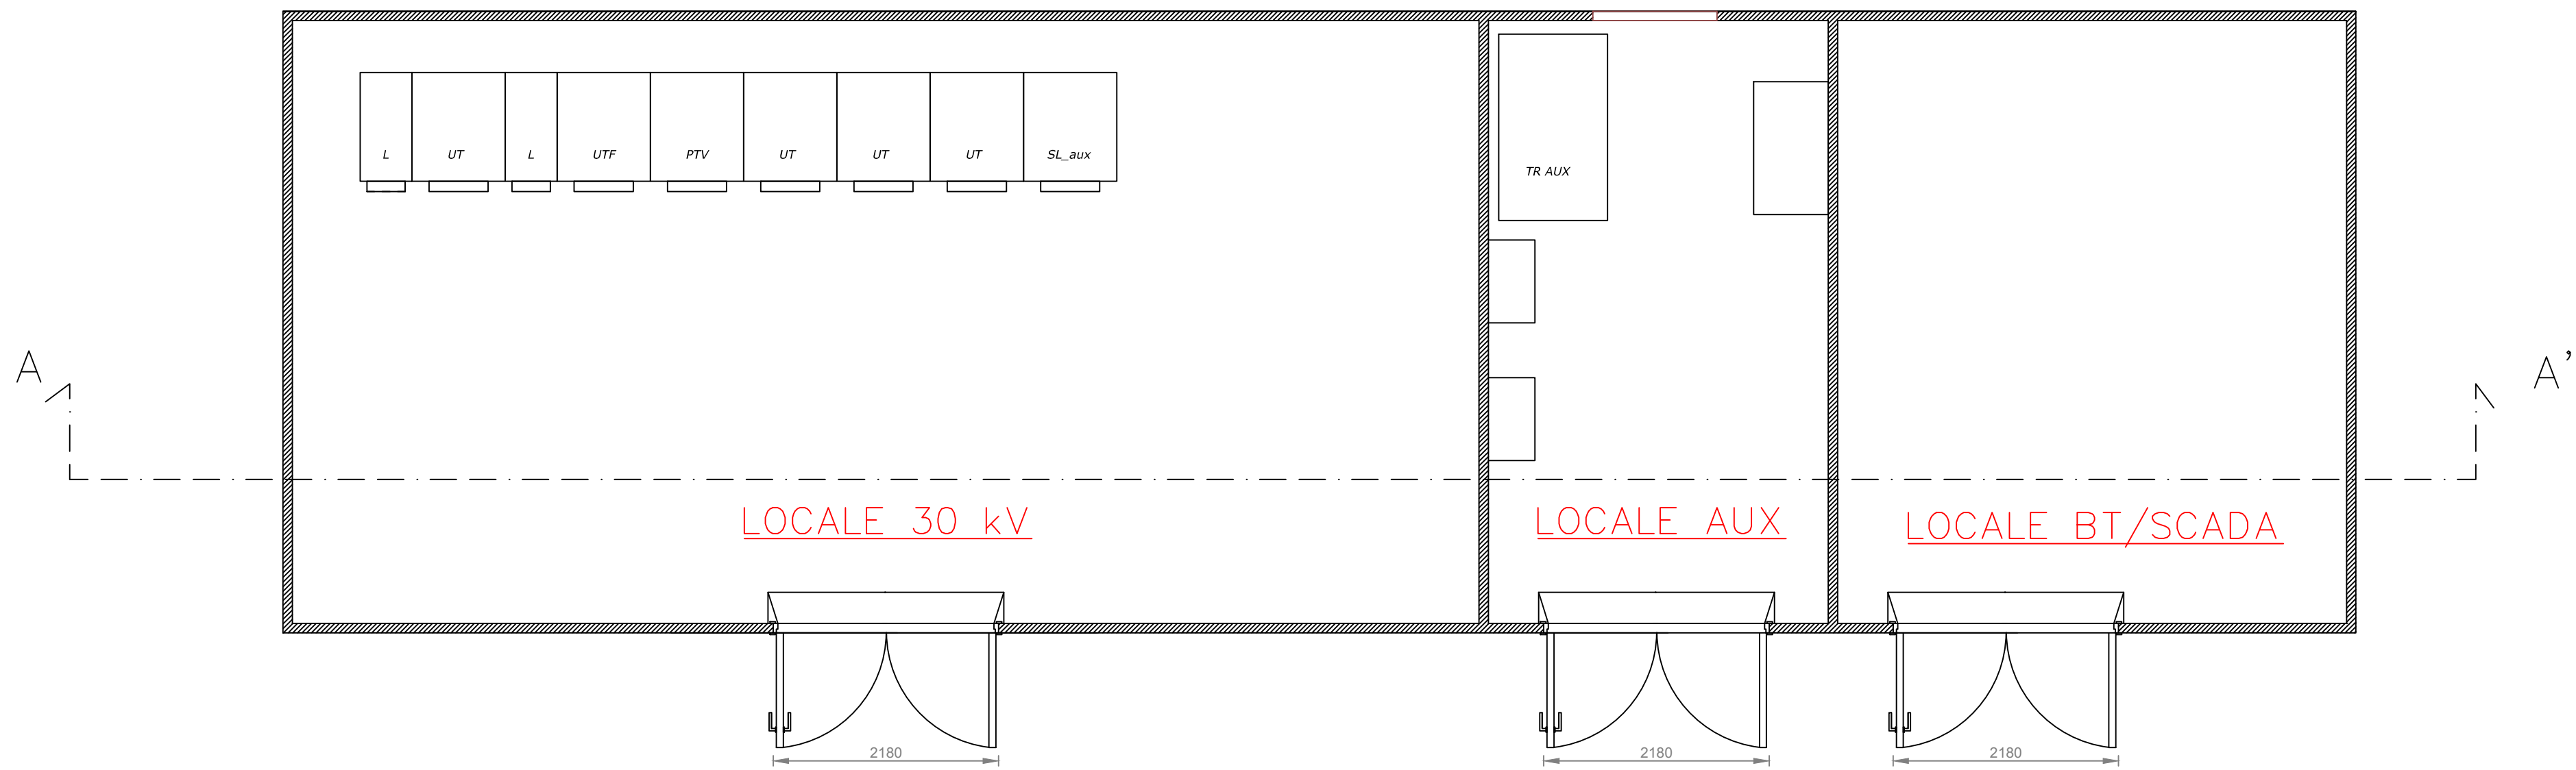 L UT L UTF PTV UT UT UT SL_aux
TR AUX
A
A'
LOCALE 30 kV
LOCALE AUX
LOCALE BT/SCADA
2180
2180
2180